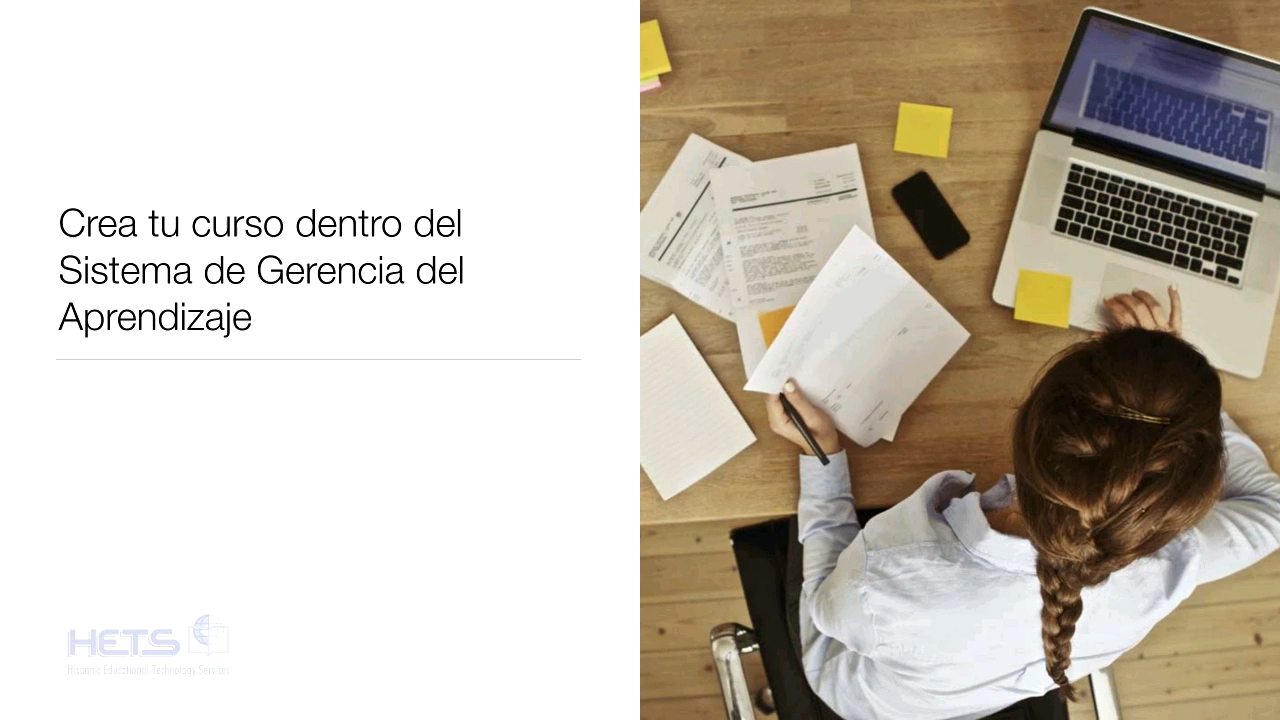 Crea tu curso dentro del
Sistema de Gerencia del
Aprendizaje
HETS
Hispanic Educational Technology Services